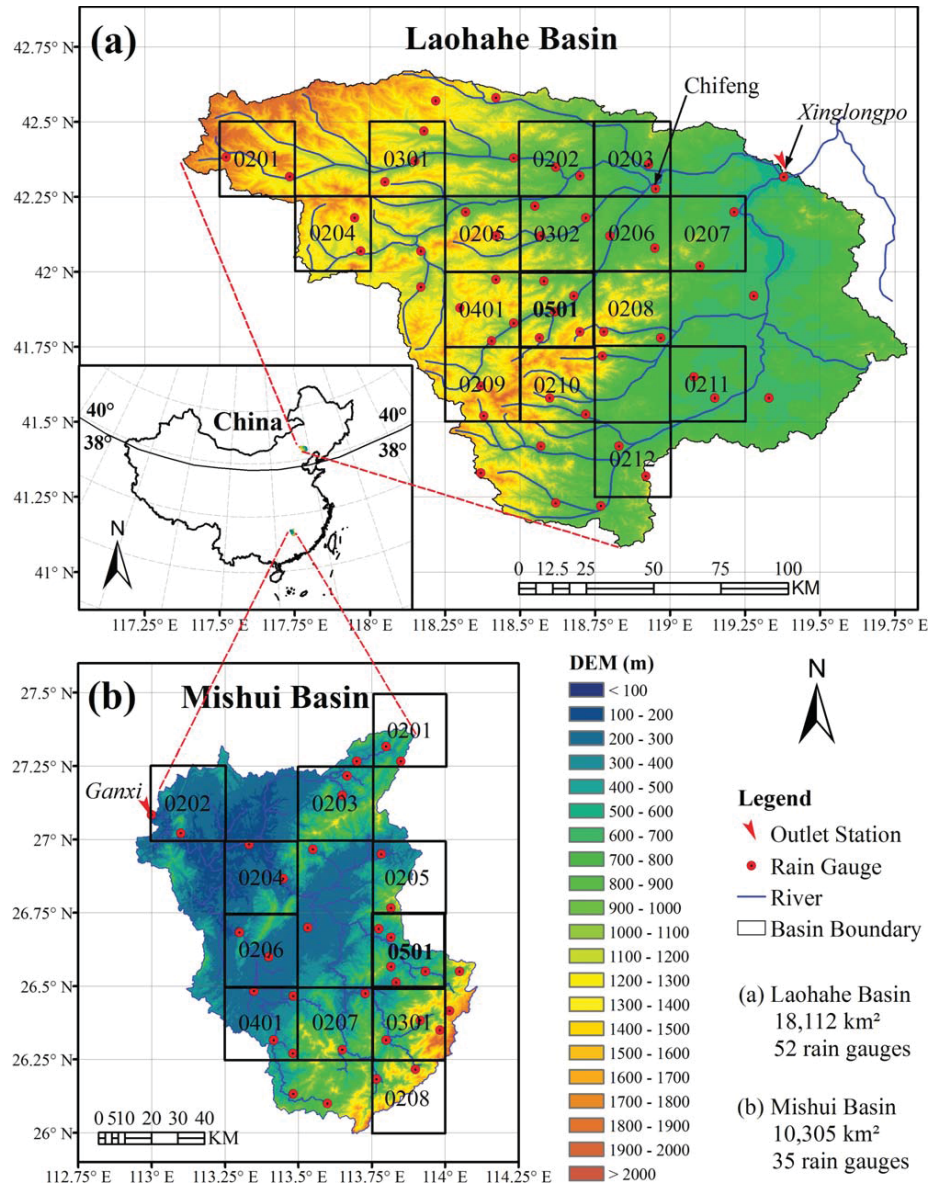 (a)
Laohahe Basin
42.75° N
42.5° N
42.25° N
42° N
41.75° N
41.5° N
41.25° N
41° N
Chifeng
Xinglongpo
0201
0301
0202
0203
0204
0205
0302
0206
0207
0401
0501
0208
0209
0210
0211
0212
China
40°
38°
40°
38°
N
0 12.5 25 50 75 100
KM
117.25° E 117.5° E 117.75° E 118° E 118.25° E 118.5° E 118.75° E 119° E 119.25° E 119.5° E 119.75° E
(b)
Mishui Basin
27.5° N
27.25° N
27° N
26.75° N
26.5° N
26.25° N
26° N
Ganxi
0201
0202
0203
0204
0205
0206
0501
0401
0207
0301
0208
0 5 10 20 30 40
KM
112.75° E 113° E 113.25° E 113.5° E 113.75° E 114° E 114.25° E
DEM (m)
< 100
100 - 200
200 - 300
300 - 400
400 - 500
500 - 600
600 - 700
700 - 800
800 - 900
900 - 1000
1000 - 1100
1100 - 1200
1200 - 1300
1300 - 1400
1400 - 1500
1500 - 1600
1600 - 1700
1700 - 1800
1800 - 1900
1900 - 2000
> 2000
N
Legend
Outlet Station
Rain Gauge
River
Basin Boundary
(a) Laohahe Basin
18,112 km²
52 rain gauges
(b) Mishui Basin
10,305 km²
35 rain gauges